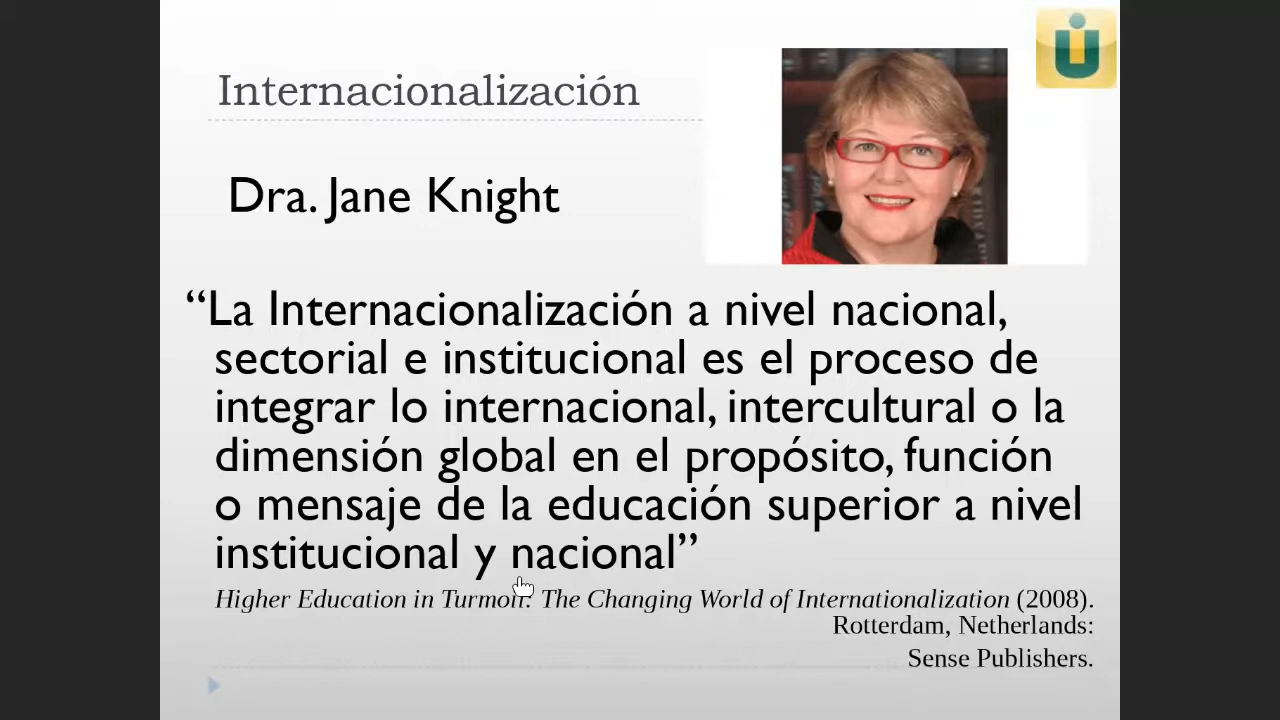 Internacionalización
Dra. Jane Knight
“La Internacionalización a nivel nacional,
sectorial e institucional es el proceso de
integrar lo internacional, intercultural o la
dimensión global en el propósito, función
o mensaje de la educación superior a nivel
institucional y nacional”
Higher Education in Turmoil: The Changing World of Internationalization (2008).
Rotterdam, Netherlands:
Sense Publishers.